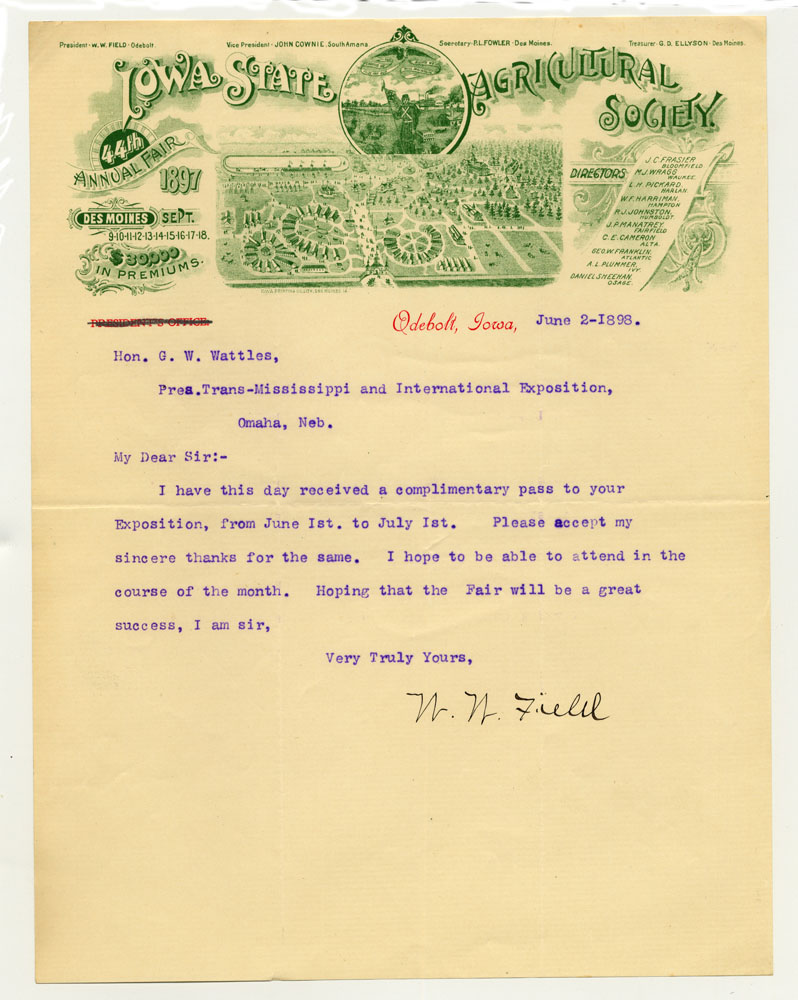 President · W. W. FIELD · Odebolt. Vice President · JOHN COWNIE, South Amana. Secretary · P. L. FOWLER · Des Moines. Treasurer · G. D. ELLYSON · Des Moines.
IOWA STATE AGRICULTURAL SOCIETY.
44th
ANNUAL FAIR
1897
DES MOINES SEPT.
9-10-11-12-13-14-15-16-17-18.
$30,000
IN PREMIUMS.
DIRECTORS
J. C. FRASIER
BLOOMFIELD
M. J. WRAGG
WAUKEE.
L. H. PICKARD.
HARLAN.
W. F. HARRIMAN,
HAMPTON
R. J. JOHNSTON,
HUMBOLDT
J. P. MANATREY,
FAIRFIELD
C. E. CAMERON
ALTA.
GEO. W. FRANKLIN,
ATLANTIC
A. L. PLUMMER,
IVY.
DANIEL SHEEHAN,
OSAGE.
PRESIDENT'S OFFICE.
Odebolt, Iowa, June 2-1898.
Hon. G. W. Wattles,
Pres.Trans-Mississippi and International Exposition,
Omaha, Neb.
My Dear Sir:-
I have this day received a complimentary pass to your
Exposition, from June Ist. to July Ist. Please accept my
sincere thanks for the same. I hope to be able to attend in the
course of the month. Hoping that the Fair will be a great
success, I am sir,
Very Truly Yours,
W. W. Field